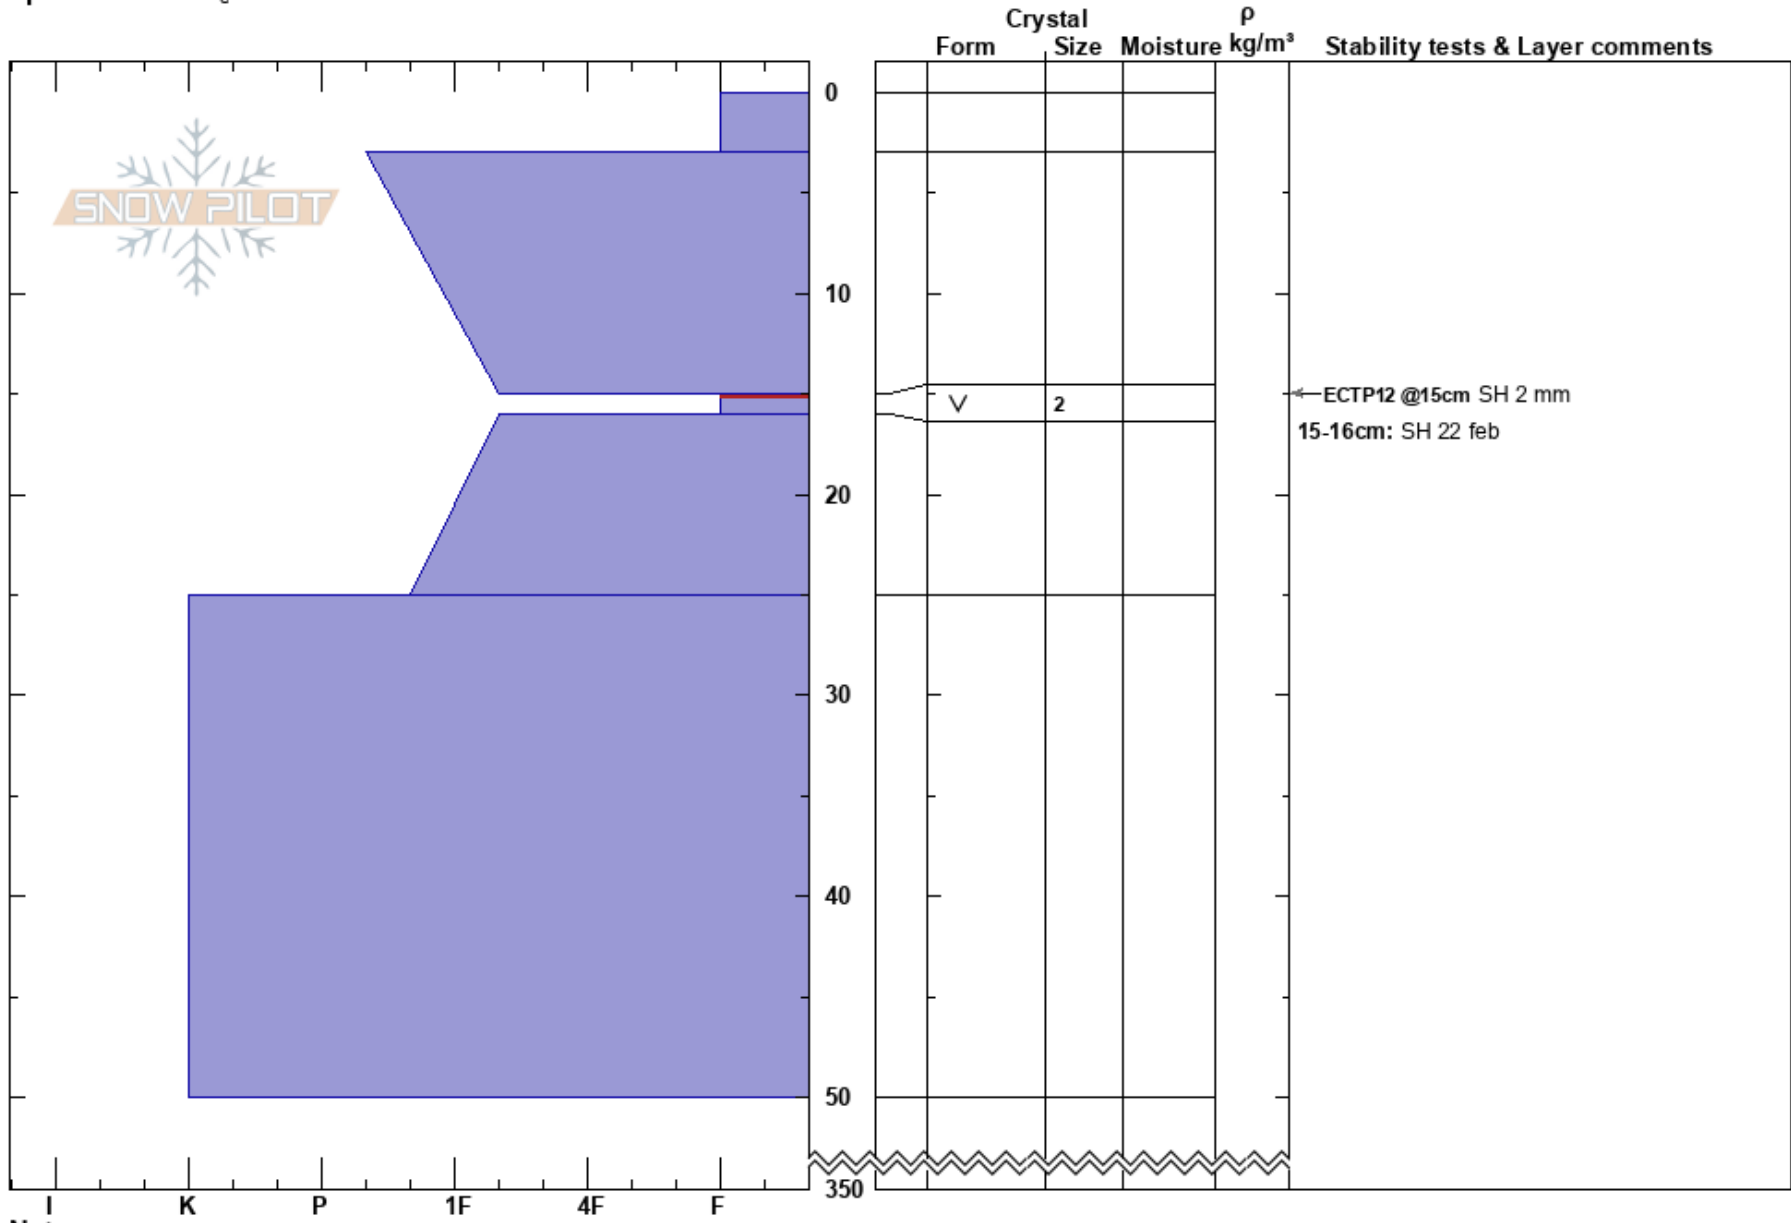 Crystal ρ
Form Size Moisture kg/m³ Stability tests & Layer comments
0
SNOW PILOT
10
ECTP12 @15cm SH 2 mm
V 2
15-16cm: SH 22 feb
20
30
40
50
350
I K P 1F 4F F